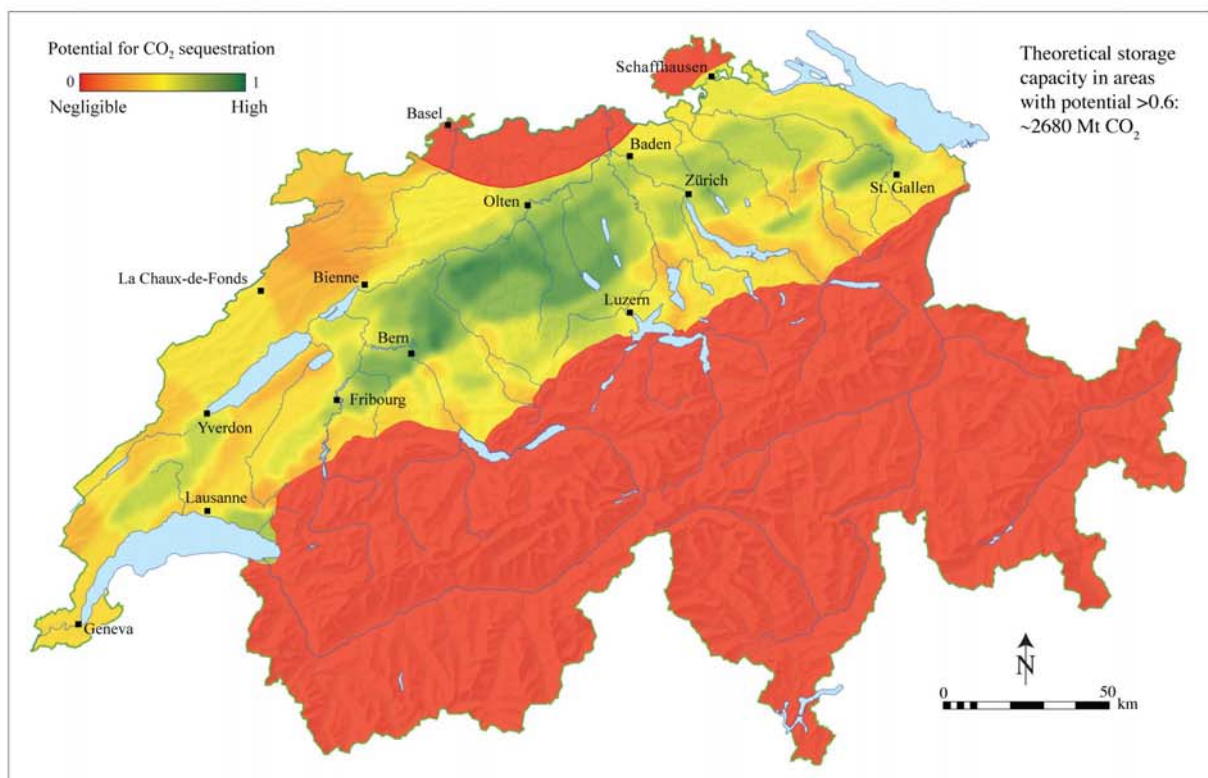 Potential for CO₂ sequestration
0
1
Negligible
High
Theoretical storage
capacity in areas
with potential >0.6:
~2680 Mt CO₂
Schaffhausen
Basel
Baden
Zürich
St. Gallen
Olten
La Chaux-de-Fonds
Bienne
Luzern
Bern
Fribourg
Yverdon
Lausanne
Geneva
N
0
50
km